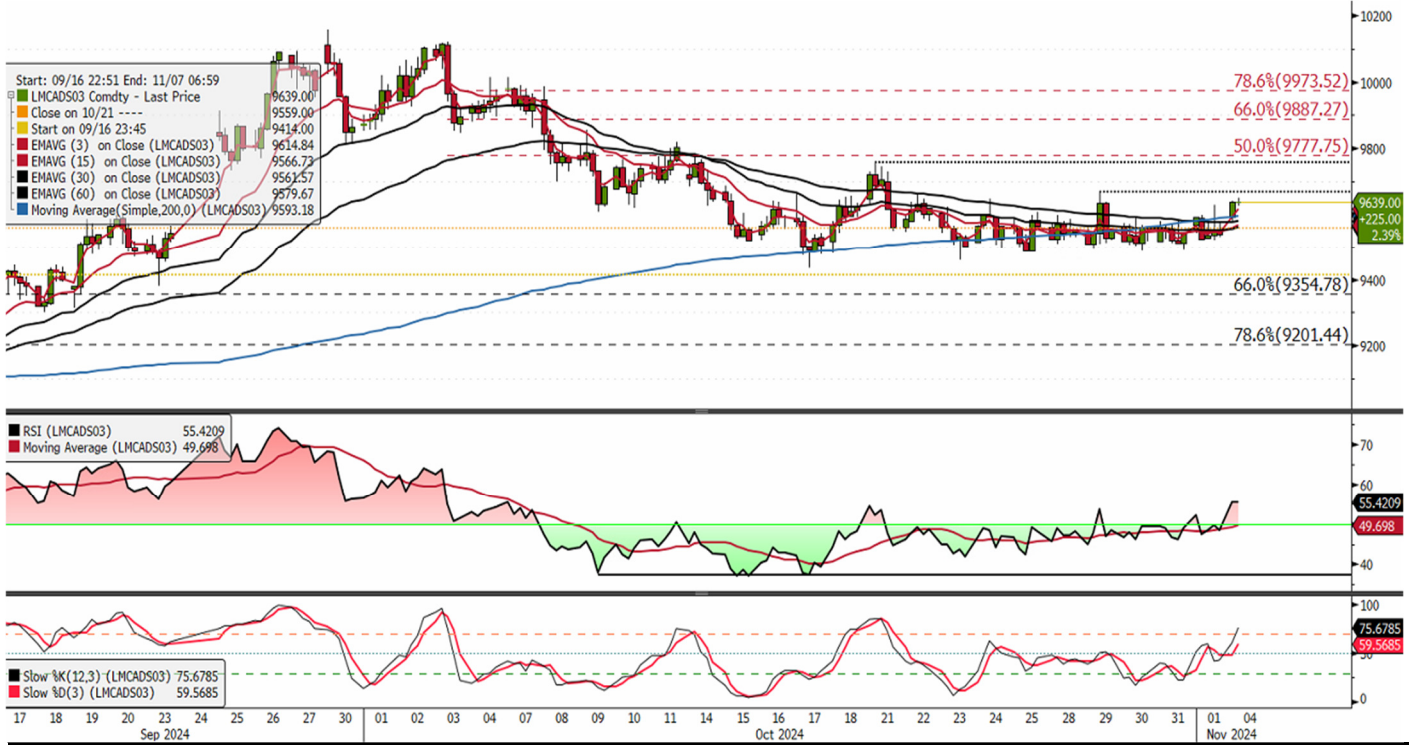 10200
10000
9800
9400
9200
Start: 09/16 22:51 End: 11/07 06:59
LMCADS03 Comdty - Last Price 9639.00
Close on 10/21 ---- 9559.00
Start on 09/16 23:45 9414.00
EMAVG (3) on Close (LMCADS03) 9614.84
EMAVG (15) on Close (LMCADS03) 9566.73
EMAVG (30) on Close (LMCADS03) 9561.57
EMAVG (60) on Close (LMCADS03) 9579.67
Moving Average(Simple,200,0) (LMCADS03) 9593.18
78.6%(9973.52)
66.0%(9887.27)
50.0%(9777.75)
9639.00
+225.00
2.39%
66.0%(9354.78)
78.6%(9201.44)
RSI (LMCADS03) 55.4209
Moving Average (LMCADS03) 49.698
70
60
55.4209
49.698
40
100
75.6785
59.5685
0
Slow %K(12,3) (LMCADS03) 75.6785
Slow %D(3) (LMCADS03) 59.5685
17 18 19 20 23 24 25 26 27 30 01 02 03 04 07 08 09 10 11 14 15 16 17 18 21 22 23 24 25 28 29 30 31 01 04
Sep 2024 Oct 2024 Nov 2024